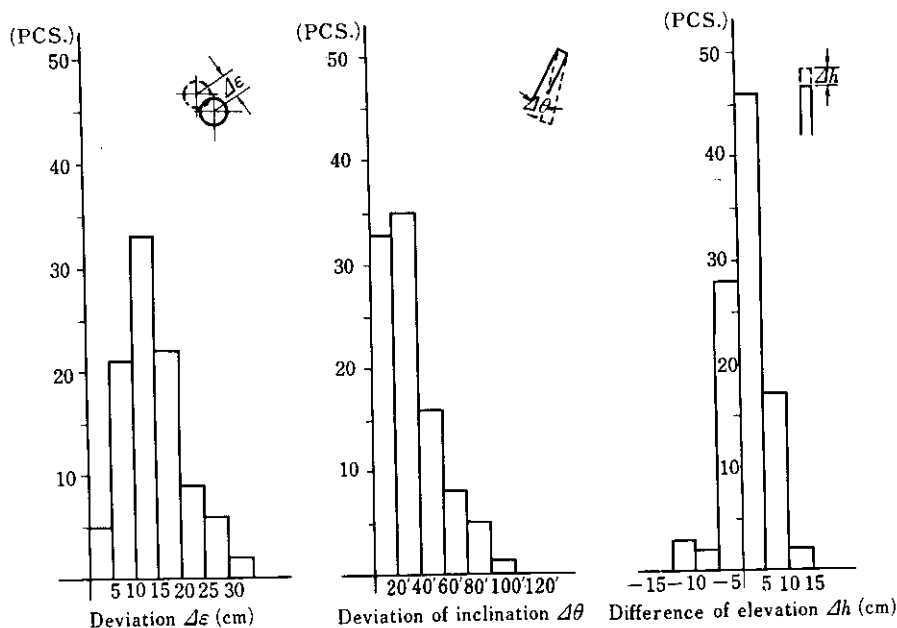 (PCS.)
50
40
30
20
10
Δε
5 10 15 20 25 30
Deviation Δε (cm)
(PCS.)
50
40
30
20
10
Δθ
20′ 40′ 60′ 80′ 100′ 120′
Deviation of inclination Δθ
(PCS.)
50
40
30
20
10
Δh
−15 −10 −5 5 10 15
Difference of elevation Δh (cm)